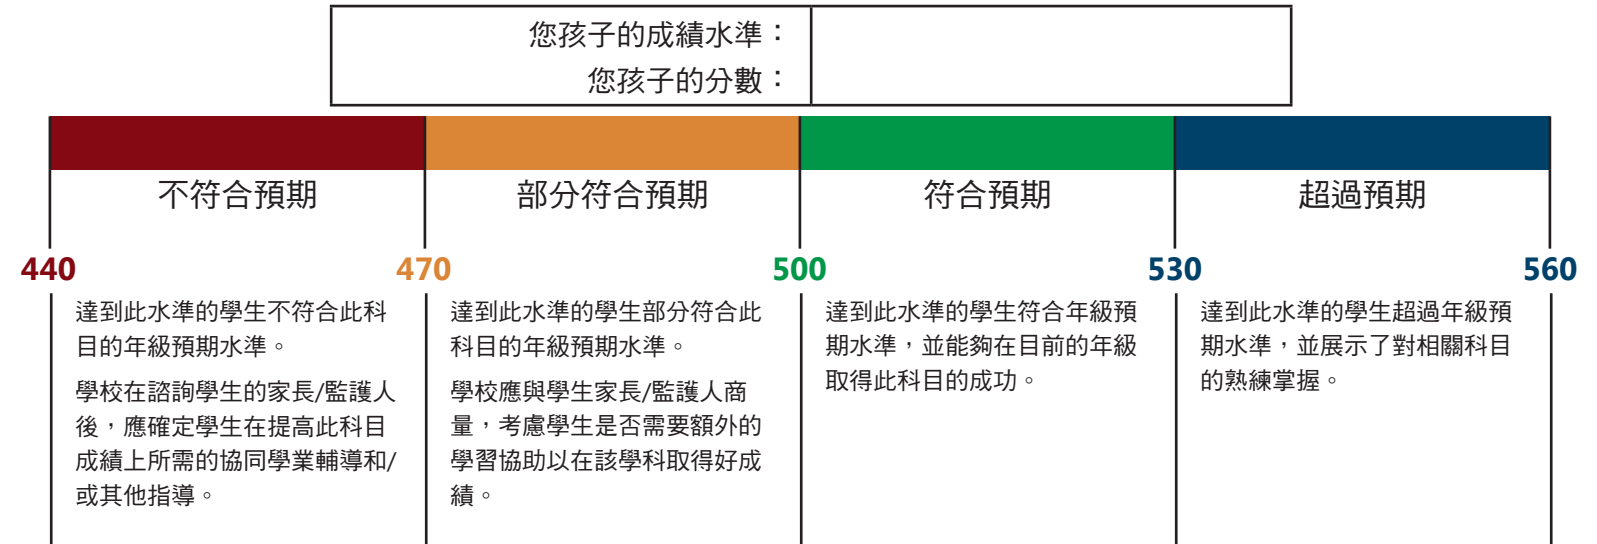 您孩子的成績水準：
您孩子的分數：
不符合預期
部分符合預期
符合預期
超過預期
440
470
500
530
560
達到此水準的學生不符合此科
目的年級預期水準。
學校在諮詢學生的家長/監護人
後，應確定學生在提高此科目
成績上所需的協同學業輔導和/
或其他指導。
達到此水準的學生部分符合此
科目的年級預期水準。
學校應與學生家長/監護人商
量，考慮學生是否需要額外的
學習協助以在該學科取得好成
績。
達到此水準的學生符合年級預
期水準，並能夠在目前的年級
取得此科目的成功。
達到此水準的學生超過年級預
期水準，並展示了對相關科目
的熟練掌握。